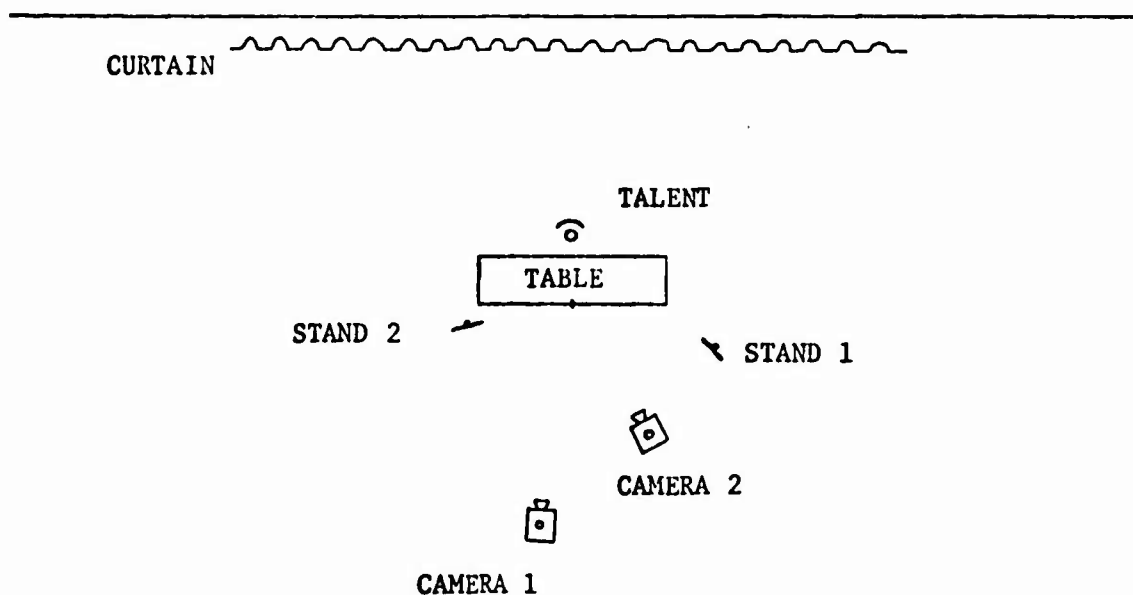 CURTAIN
TALENT
TABLE
STAND 2
STAND 1
CAMERA 2
CAMERA 1